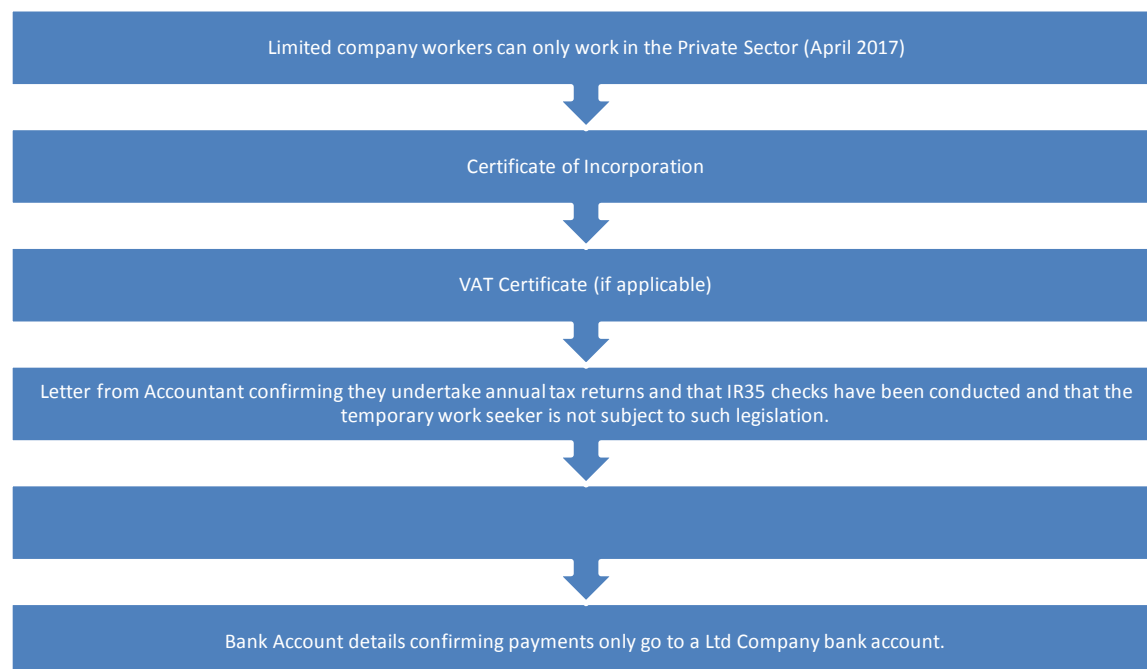 Limited company workers can only work in the Private Sector (April 2017)
Certificate of Incorporation
VAT Certificate (if applicable)
Letter from Accountant confirming they undertake annual tax returns and that IR35 checks have been conducted and that the
temporary work seeker is not subject to such legislation.
Bank Account details confirming payments only go to a Ltd Company bank account.